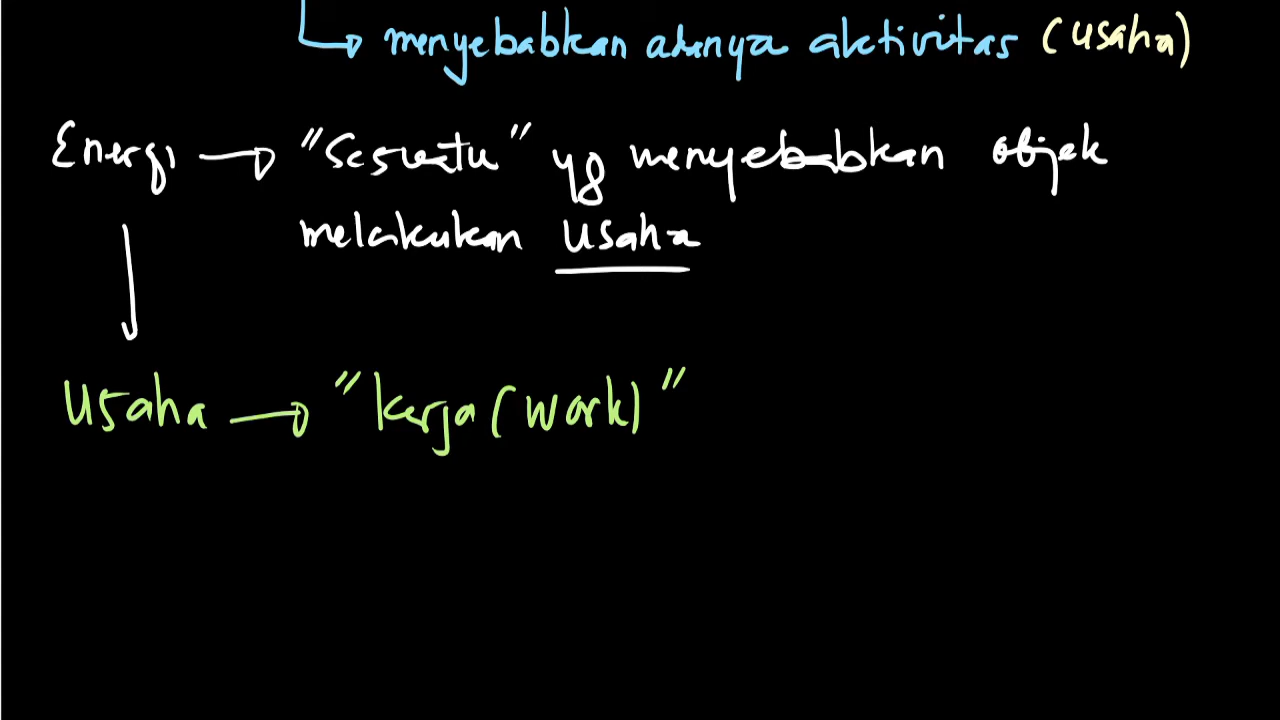 menyebabkan adanya aktivitas (usaha)
Energi → "Sesuatu" yg menyebabkan objek
melakukan usaha
Usaha → "kerja (work)"